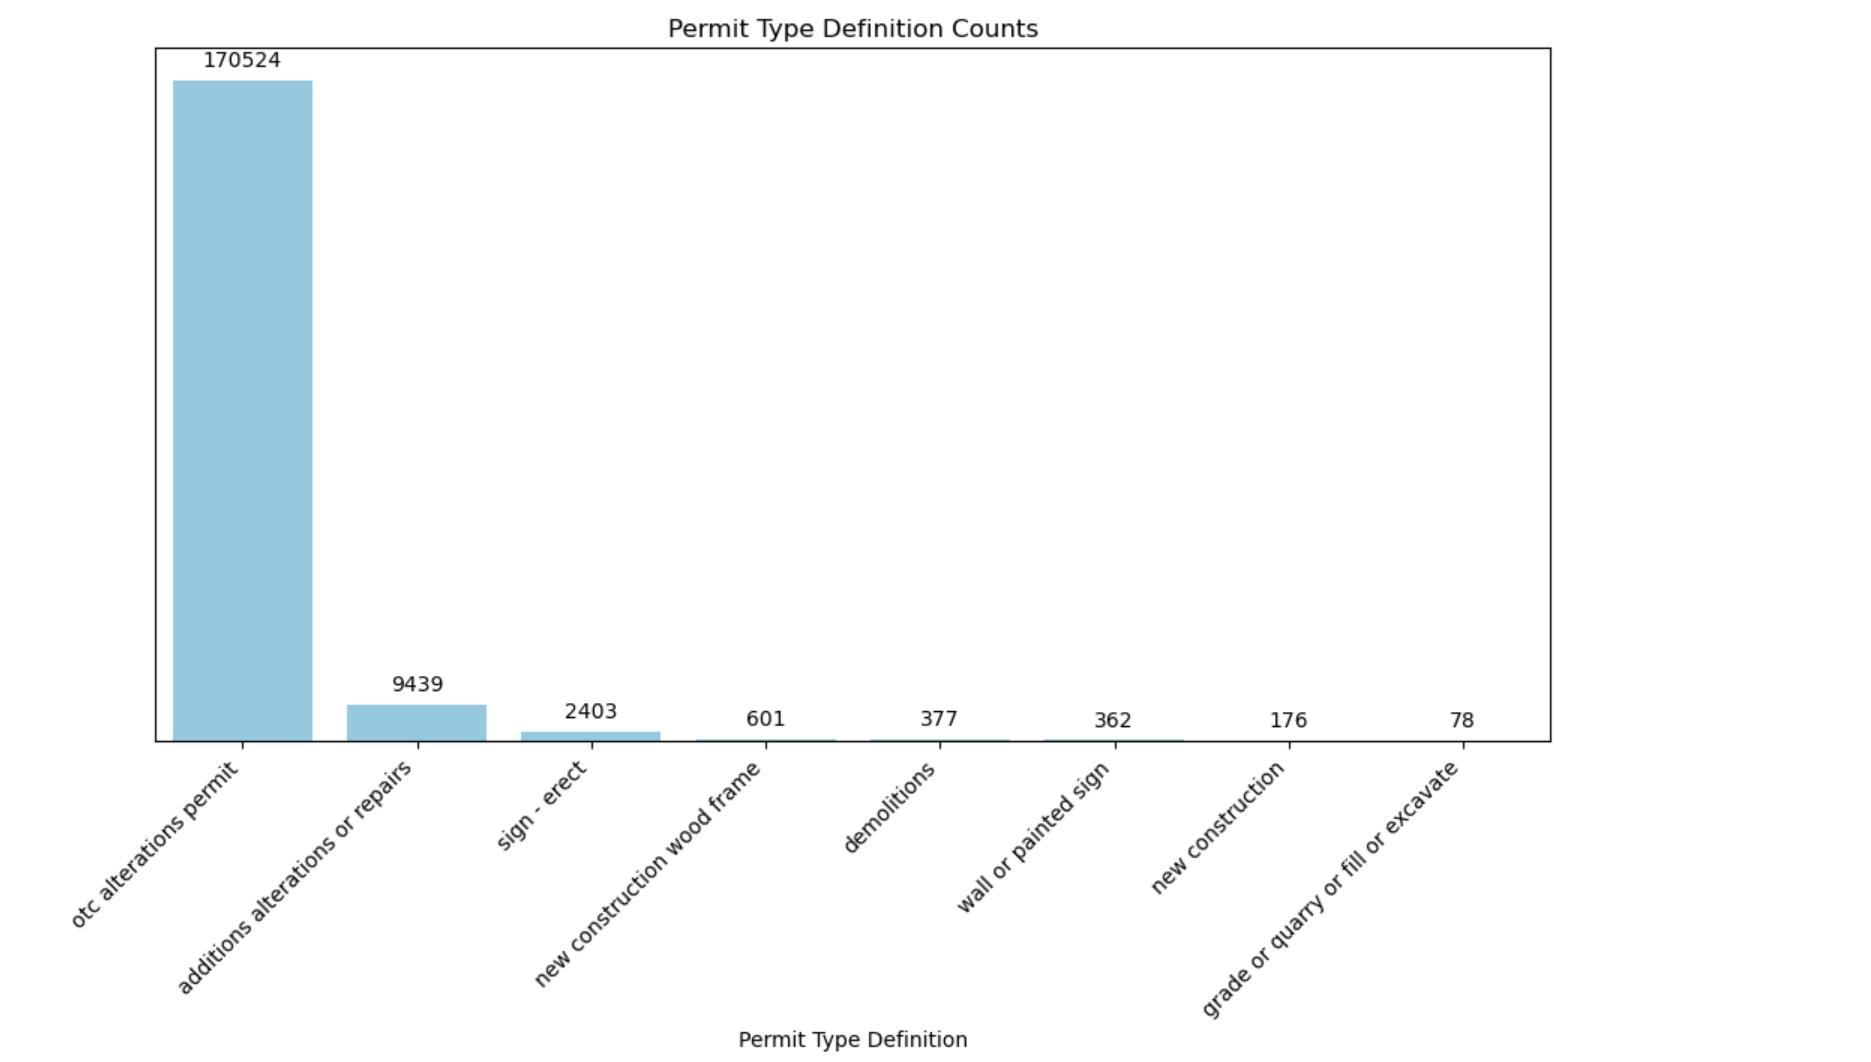 Permit Type Definition Counts
170524
9439
2403
601
377
362
176
78
otc alterations permit
additions alterations or repairs
sign - erect
new construction wood frame
demolitions
wall or painted sign
new construction
grade or quarry or fill or excavate
Permit Type Definition